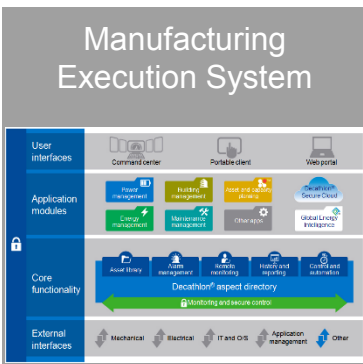 Manufacturing
Execution System
User
interfaces
Command center
Portable client
Web portal
Application
modules
Power
management
Building
management
Asset and capacity
planning
Decathlon®
Secure Cloud
Energy
management
Maintenance
management
Other apps
Global Energy
Intelligence
Core
functionality
Asset library
Alarm
management
Remote
monitoring
History and
reporting
Control and
automation
Decathlon® aspect directory
Monitoring and secure control
External
interfaces
Mechanical
Electrical
IT and O/S
Application
management
Other